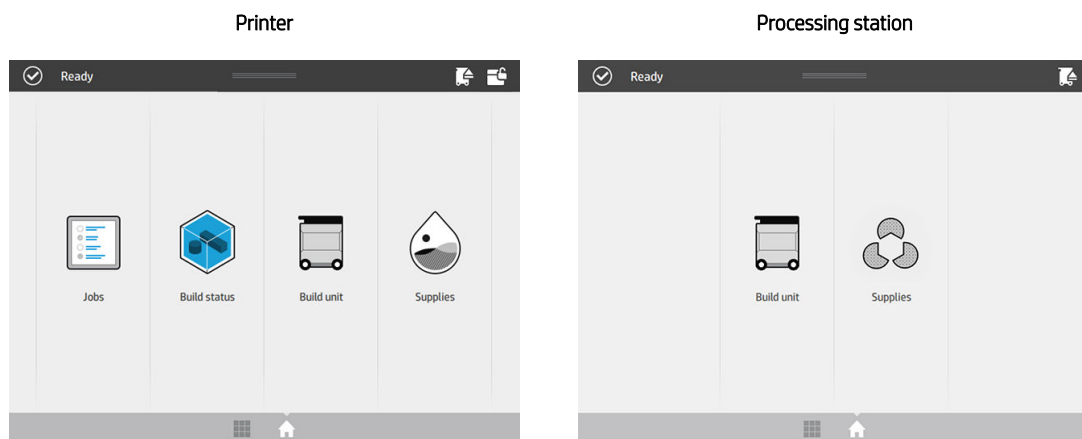 Printer
Processing station
Ready
Jobs
Build status
Build unit
Supplies
Ready
Build unit
Supplies